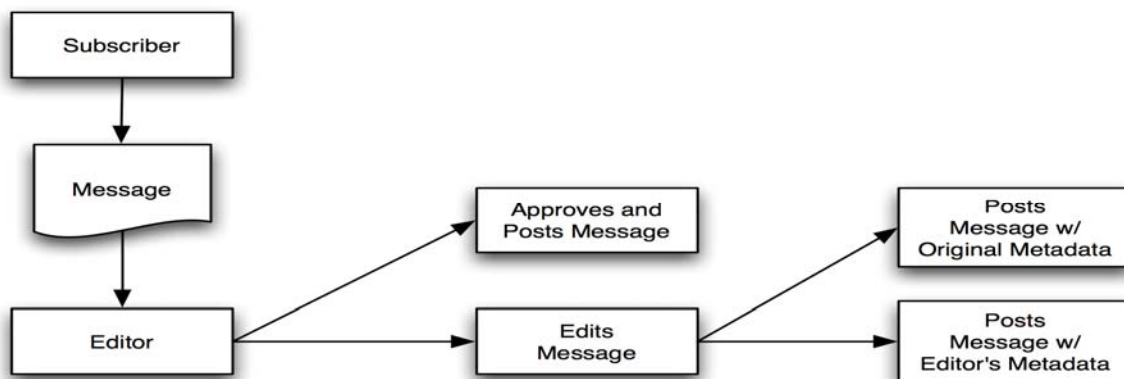 Subscriber
Message
Approves and
Posts Message
Posts
Message w/
Original Metadata
Editor
Edits
Message
Posts
Message w/
Editor's Metadata